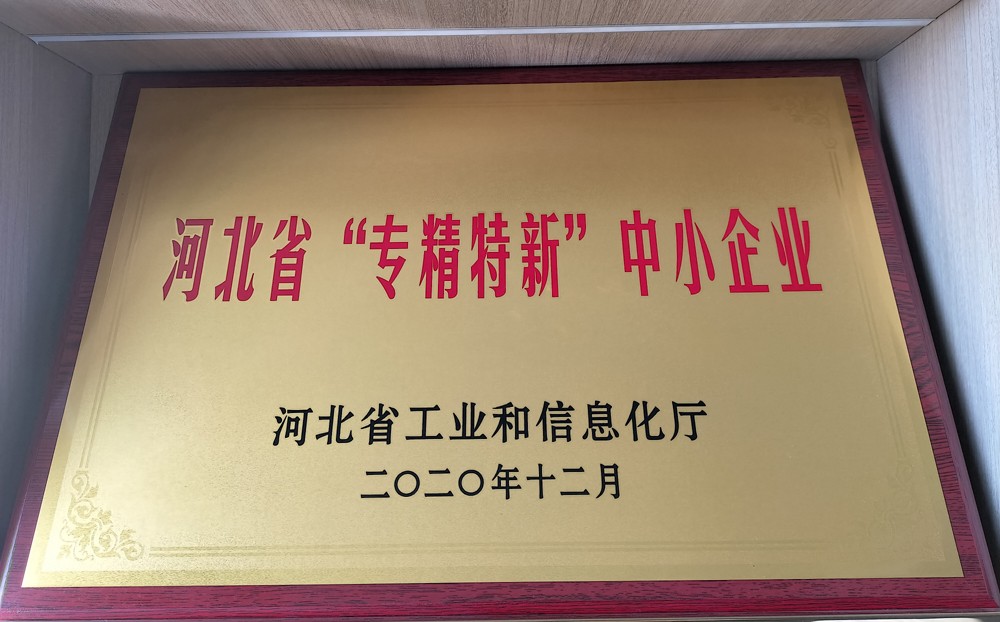 河北省“专精特新”中小企业
河北省工业和信息化厅
二〇二〇年十二月